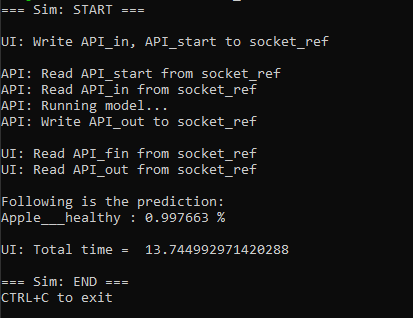 === Sim: START ===
UI: Write API_in, API_start to socket_ref
API: Read API_start from socket_ref
API: Read API_in from socket_ref
API: Running model...
API: Write API_out to socket_ref
UI: Read API_fin from socket_ref
UI: Read API_out from socket_ref
Following is the prediction:
Apple___healthy : 0.997663 %
UI: Total time =  13.744992971420288
=== Sim: END ===
CTRL+C to exit